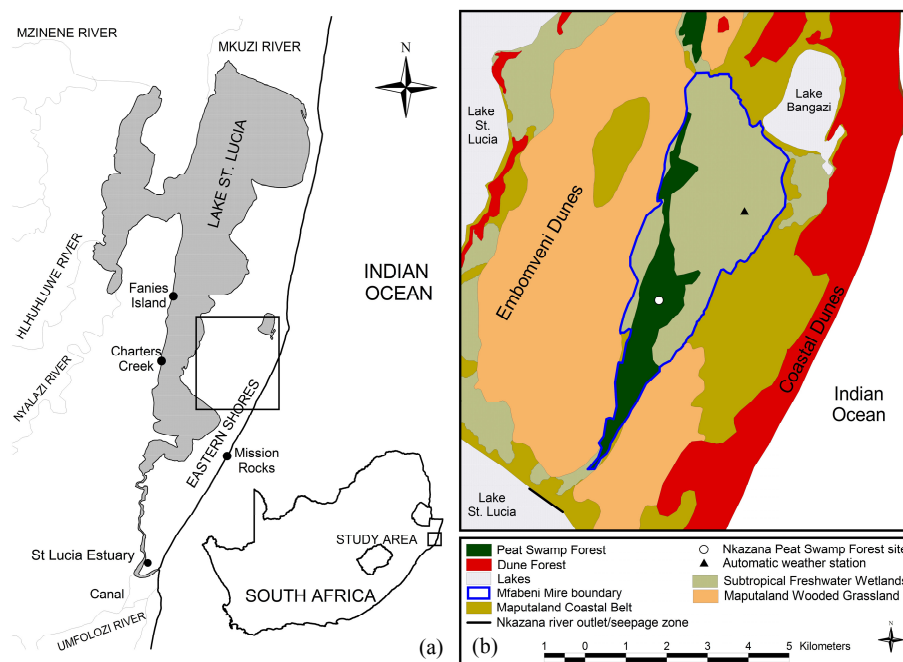 MZINENE RIVER
MKUZI RIVER
N
LAKE ST. LUCIA
HLHUHLUWE RIVER
INDIAN
OCEAN
Fanies
Island
Charters
Creek
NYALAZI RIVER
EASTERN SHORES
Mission
Rocks
STUDY AREA
St Lucia Estuary
SOUTH AFRICA
Canal
UMFOLOZI RIVER
(a)
Lake
St.
Lucia
Lake
Bangazi
Embomveni Dunes
Coastal Dunes
Indian
Ocean
Lake
St. Lucia
Peat Swamp Forest
Dune Forest
Lakes
Mfabeni Mire boundary
Maputaland Coastal Belt
Nkazana river outlet/seepage zone
Nkazana Peat Swamp Forest site
Automatic weather station
Subtropical Freshwater Wetlands
Maputaland Wooded Grassland
(b)
1 0 1 2 3 4 5 Kilometers
N